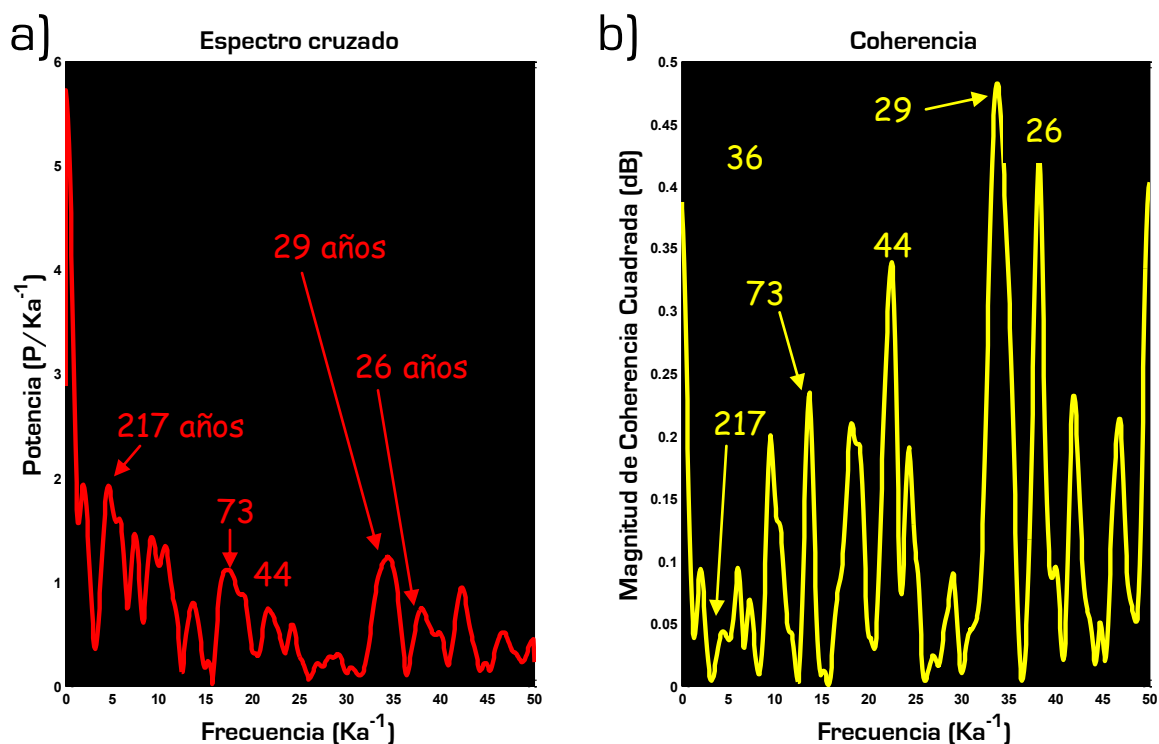 a)
Espectro cruzado
Potencia (P/Ka⁻¹)
6
5
4
3
2
1
0
29 años
26 años
217 años
73
44
0 5 10 15 20 25 30 35 40 45 50
Frecuencia (Ka⁻¹)
b)
Coherencia
Magnitud de Coherencia Cuadrada (dB)
0.5
0.45
0.4
0.35
0.3
0.25
0.2
0.15
0.1
0.05
0
29
26
36
44
73
217
0 5 10 15 20 25 30 35 40 45 50
Frecuencia (Ka⁻¹)